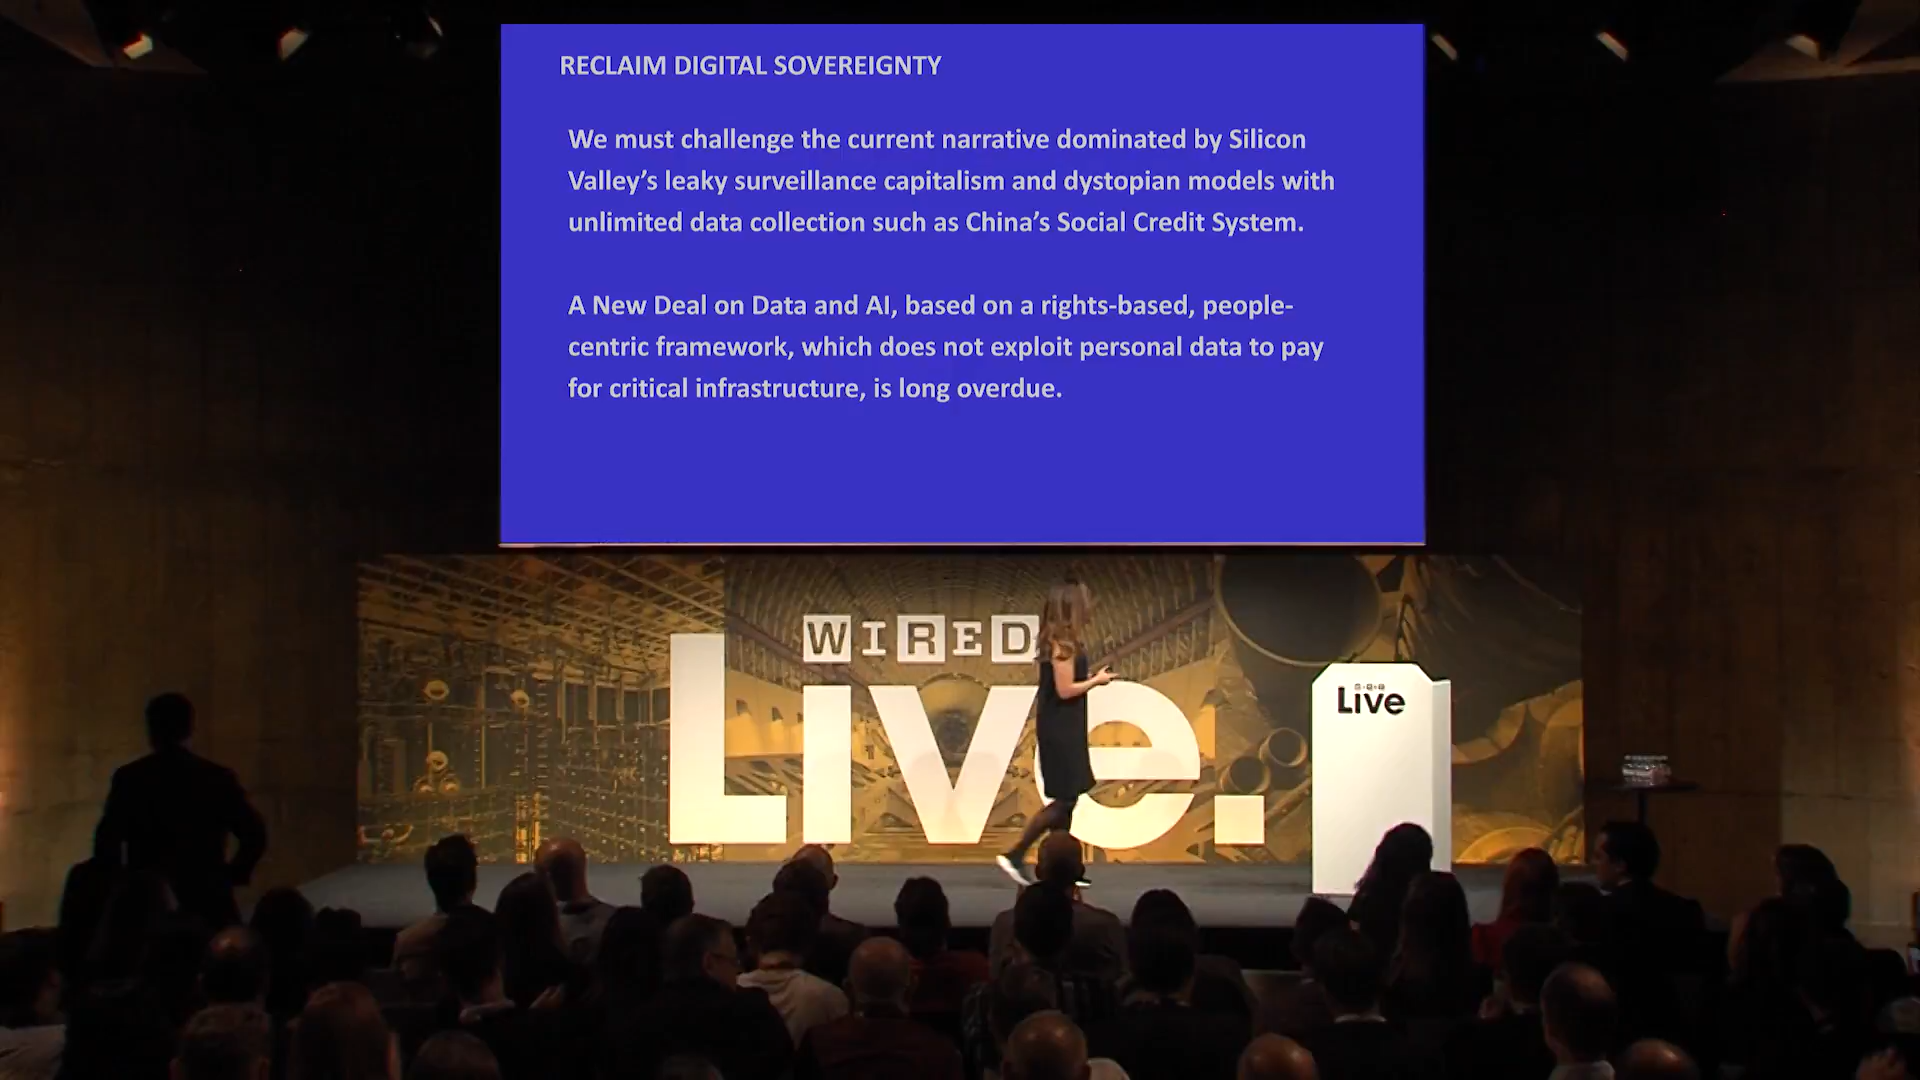 RECLAIM DIGITAL SOVEREIGNTY
We must challenge the current narrative dominated by Silicon
Valley’s leaky surveillance capitalism and dystopian models with
unlimited data collection such as China’s Social Credit System.
A New Deal on Data and AI, based on a rights-based, people-
centric framework, which does not exploit personal data to pay
for critical infrastructure, is long overdue.
WIRED
Live.
Live